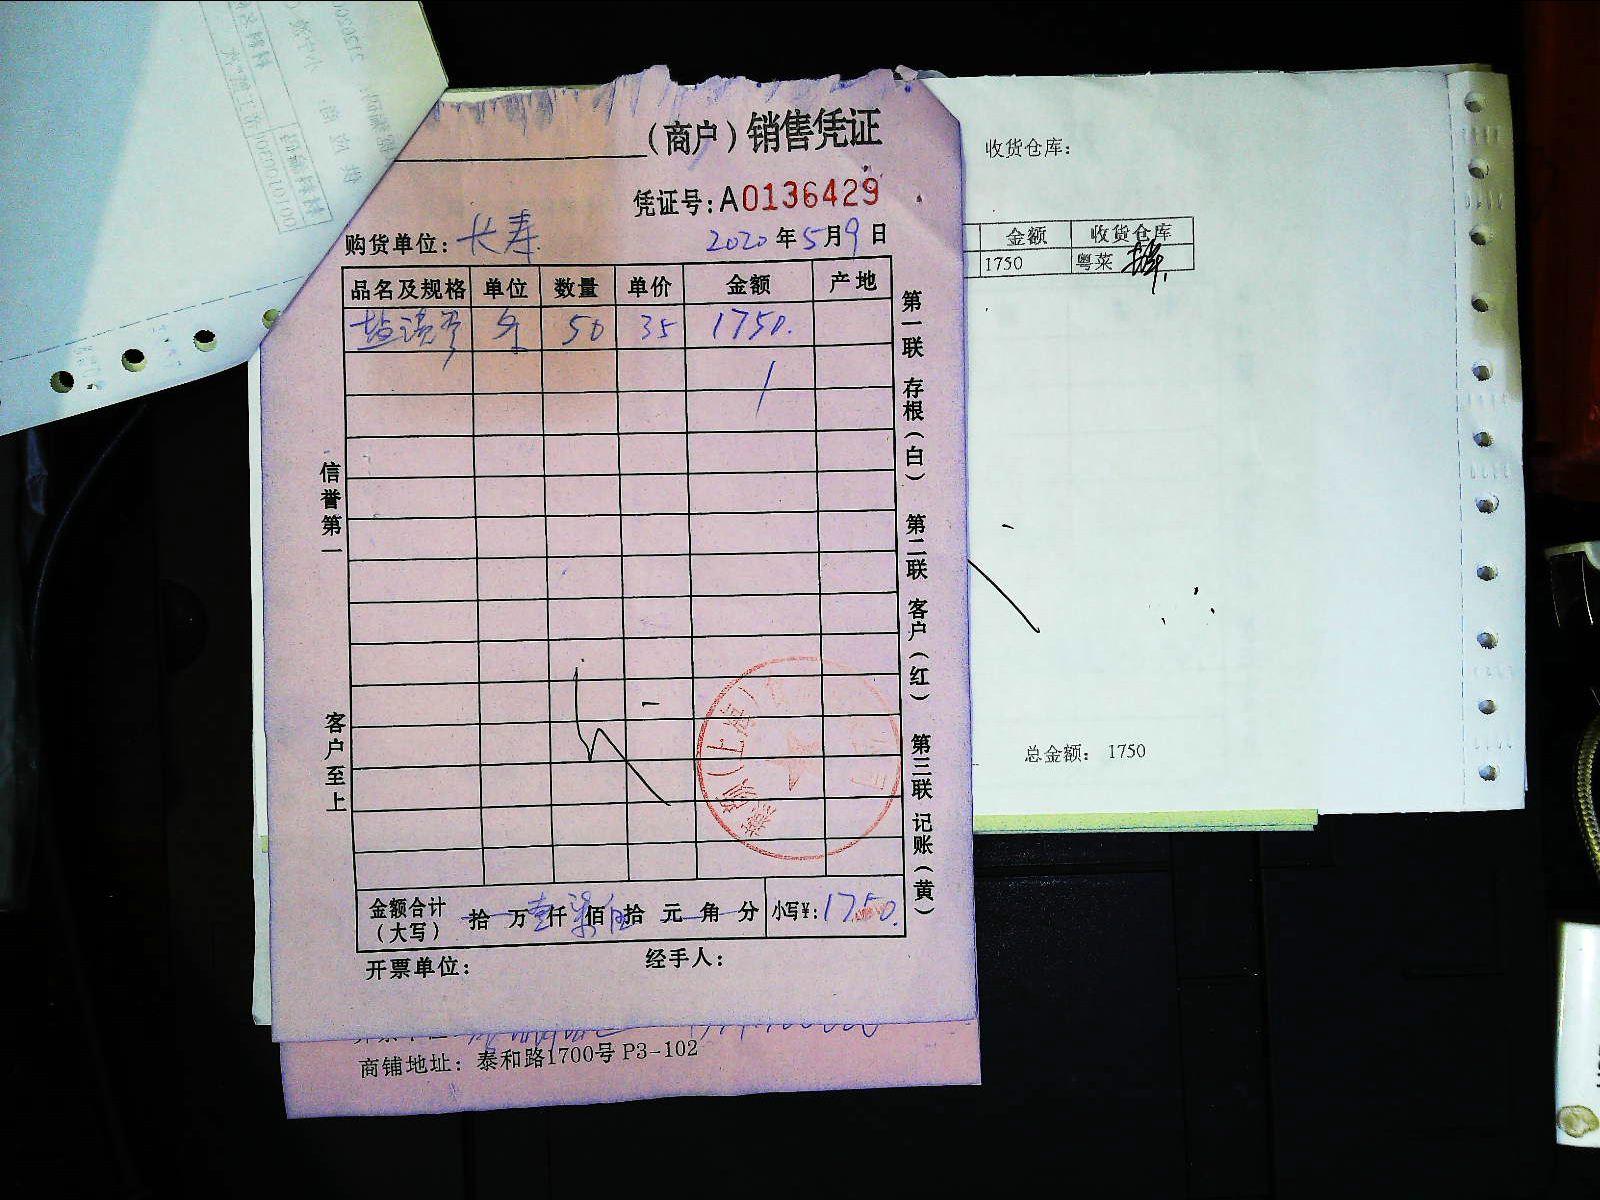 (商户)销售凭证
凭证号:A0136429
购货单位: 长寿 2020年5月9日
品名及规格 单位 数量 单价 金额 产地
50 35 1750.
信誉第一
客户至上
第一联 存根(白) 第二联 客户(红) 第三联 记账(黄)
金额合计(大写) 拾 万 壹 仟 柒 佰 拾 元 角 分 小写¥: 1750.
开票单位: 经手人:
商铺地址: 泰和路1700号 P3-102
收货仓库:
金额 收货仓库
1750 粤菜
总金额: 1750